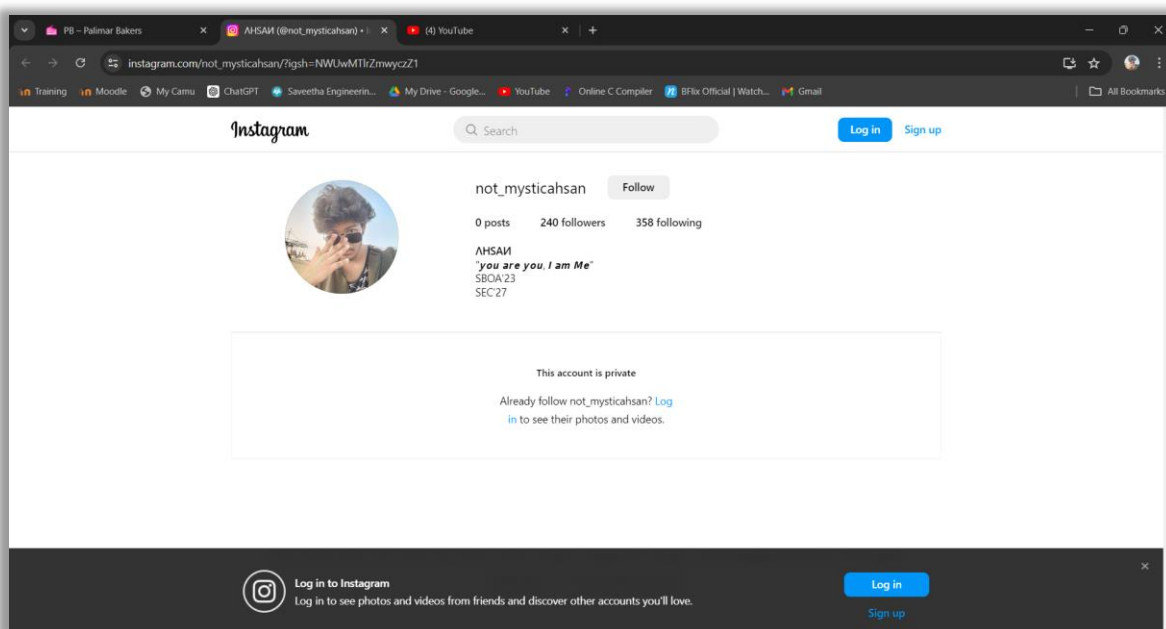 PB – Palimar Bakers
ΛHSAИ (@not_mysticahsan) •
(4) YouTube
instagram.com/not_mysticahsan/?igsh=NWUwMTlrZmwyczZ1
Training Moodle My Camu ChatGPT Saveetha Engineerin... My Drive - Google... YouTube Online C Compiler BFlix Official | Watch... Gmail All Bookmarks
Instagram Search Log in Sign up
not_mysticahsan Follow
0 posts 240 followers 358 following
ΛHSAИ
"you are you, I am Me"
SBOA'23
SEC'27
This account is private
Already follow not_mysticahsan? Log
in to see their photos and videos.
Log in to Instagram
Log in to see photos and videos from friends and discover other accounts you'll love.
Log in
Sign up